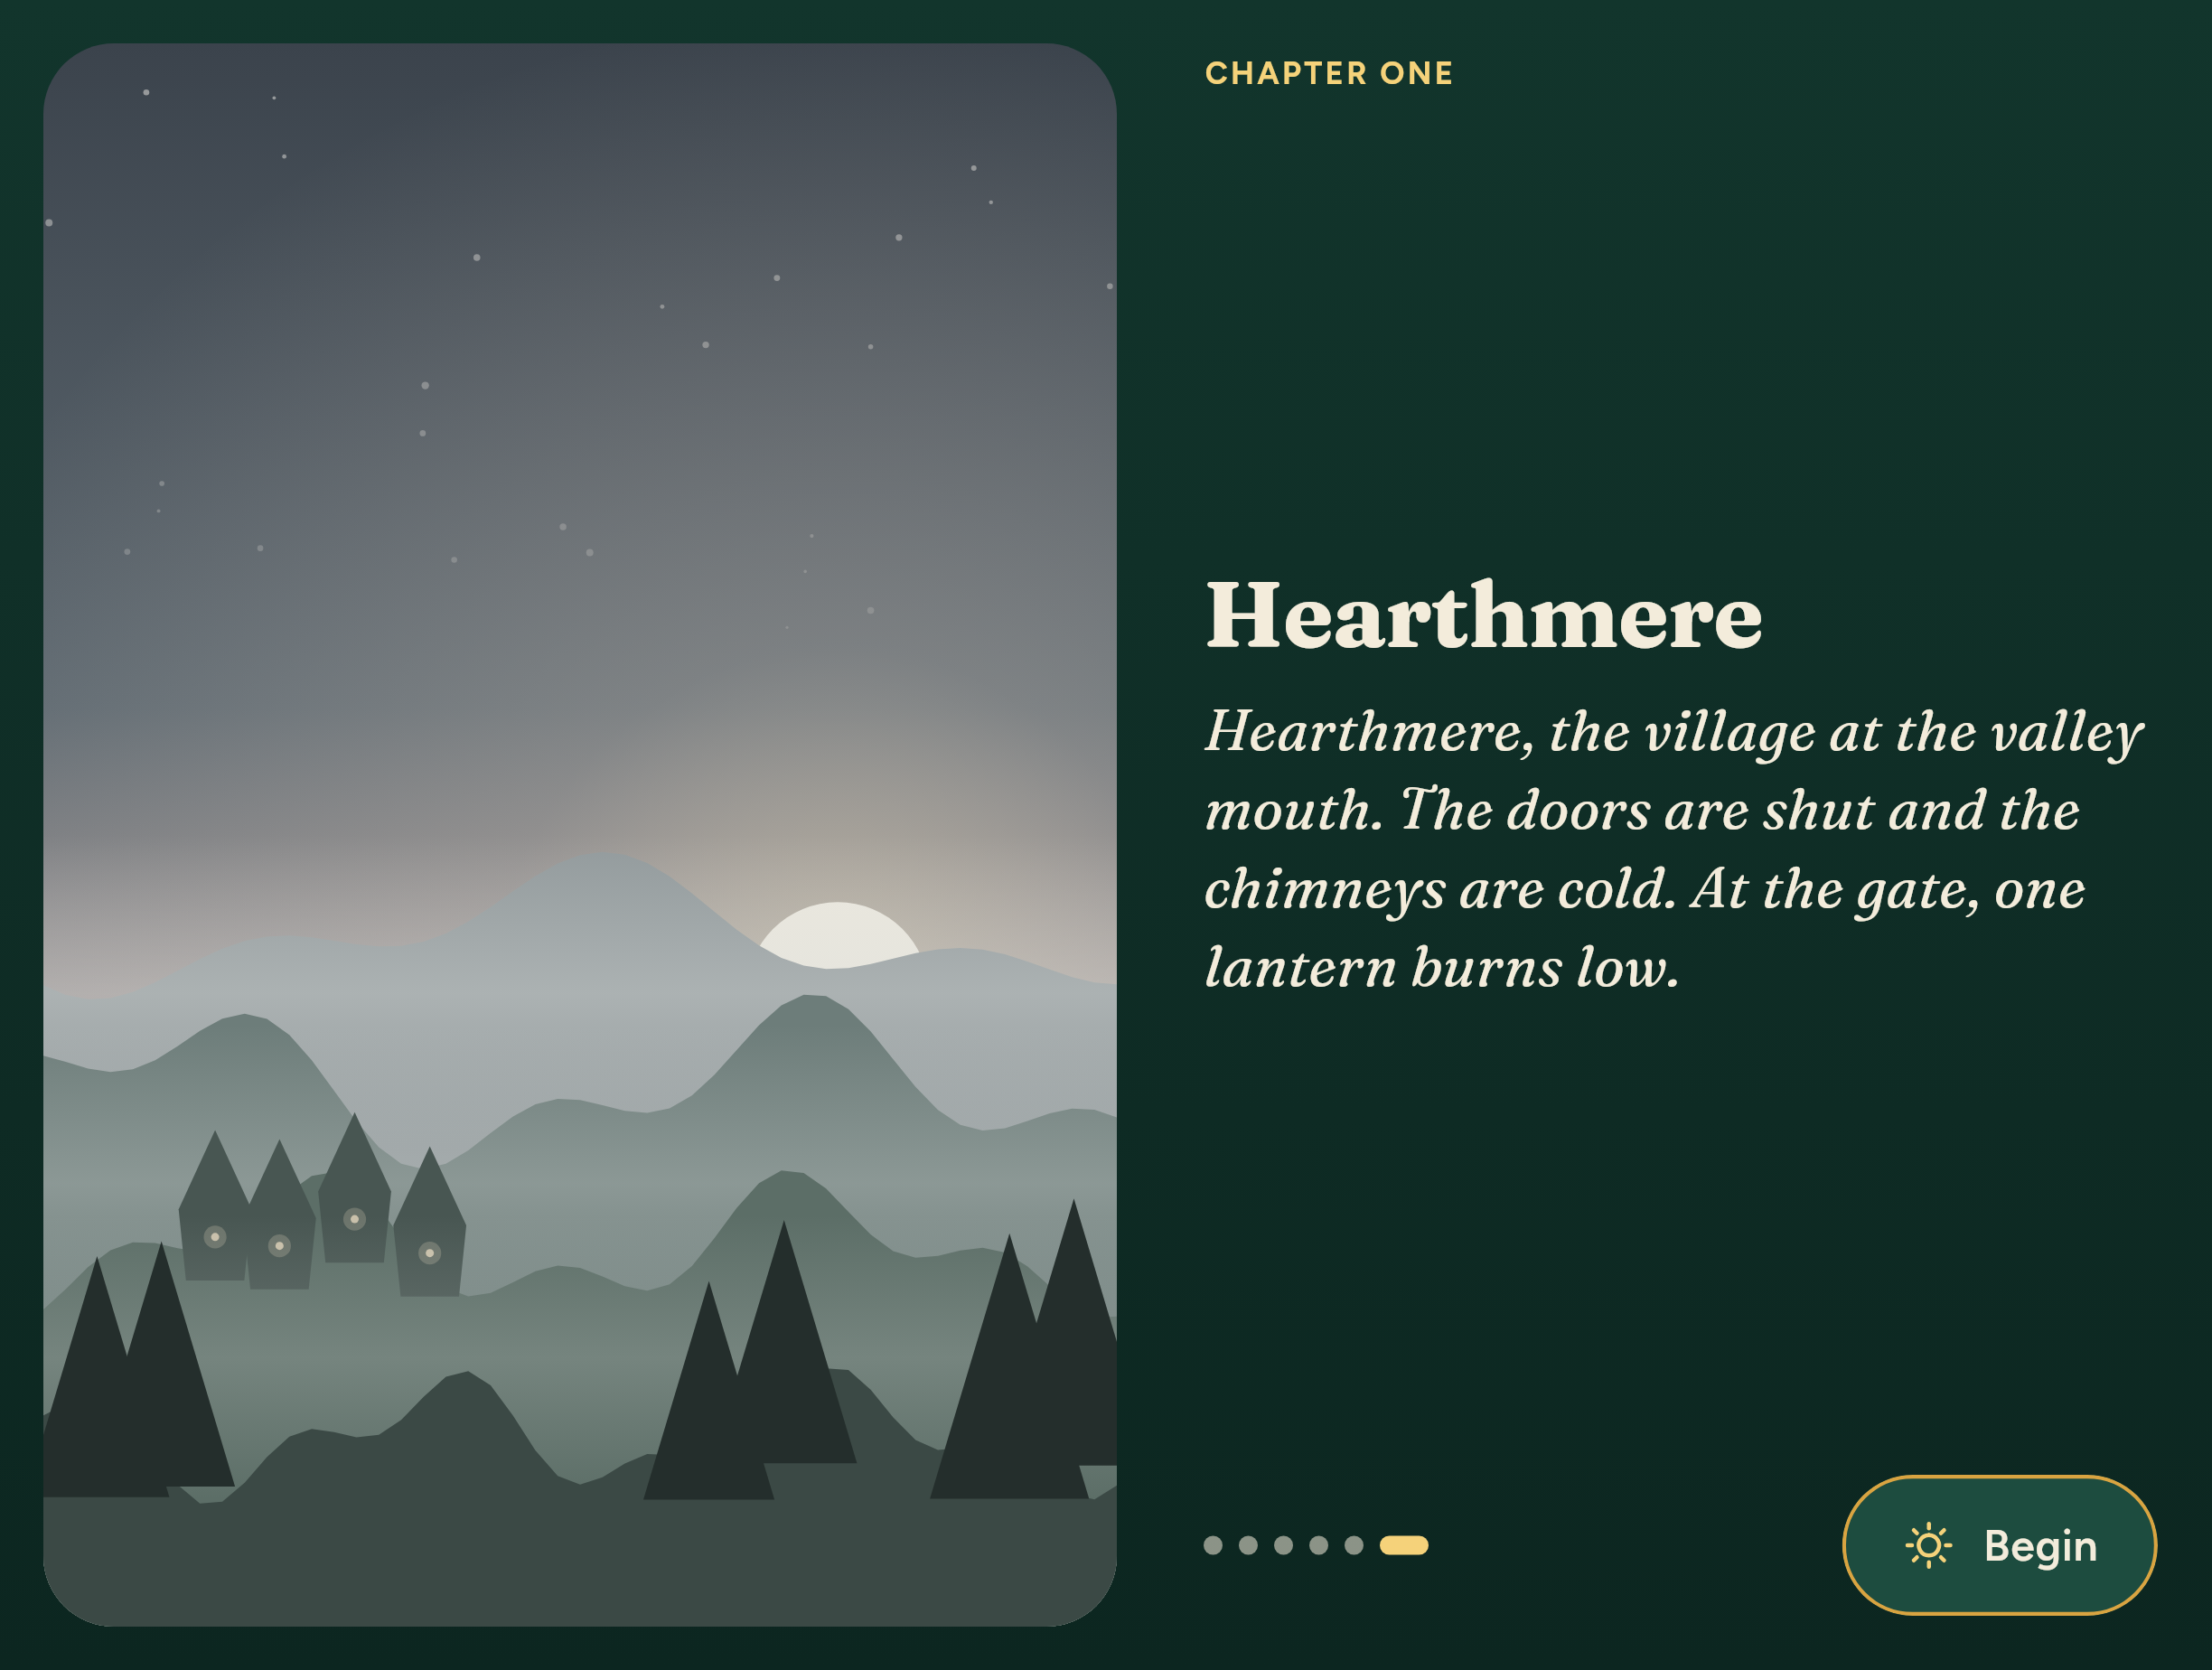 CHAPTER ONE
Hearthmere
Hearthmere, the village at the valley
mouth. The doors are shut and the
chimneys are cold. At the gate, one
lantern burns low.
Begin